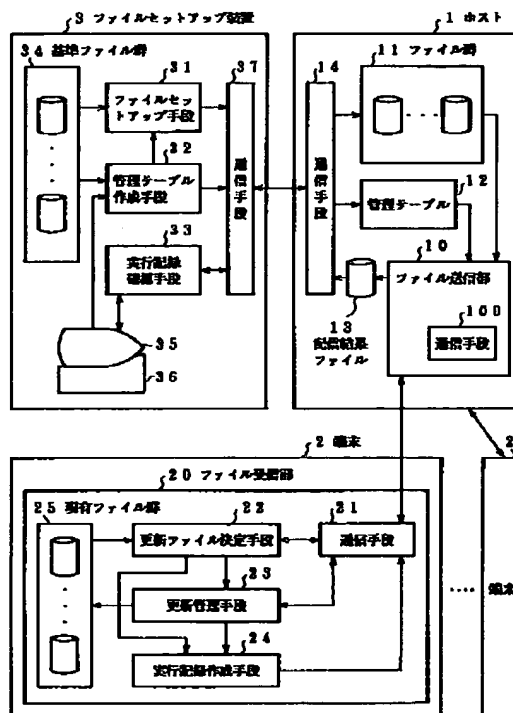 3 ファイルセットアップ装置
34 基準ファイル群
31
ファイルセッ
トアップ手段
37
通信手段
32
管理テーブル
作成手段
33
実行記録
確認手段
35
36
1 ホスト
14
通信手段
11 ファイル群
12
管理テーブル
10
ファイル送信部
100
通信手段
13
配信結果
ファイル
2 端末
20 ファイル受信部
25 現有ファイル群
22
更新ファイル決定手段
21
通信手段
23
更新管理手段
24
実行記録作成手段
2
端末